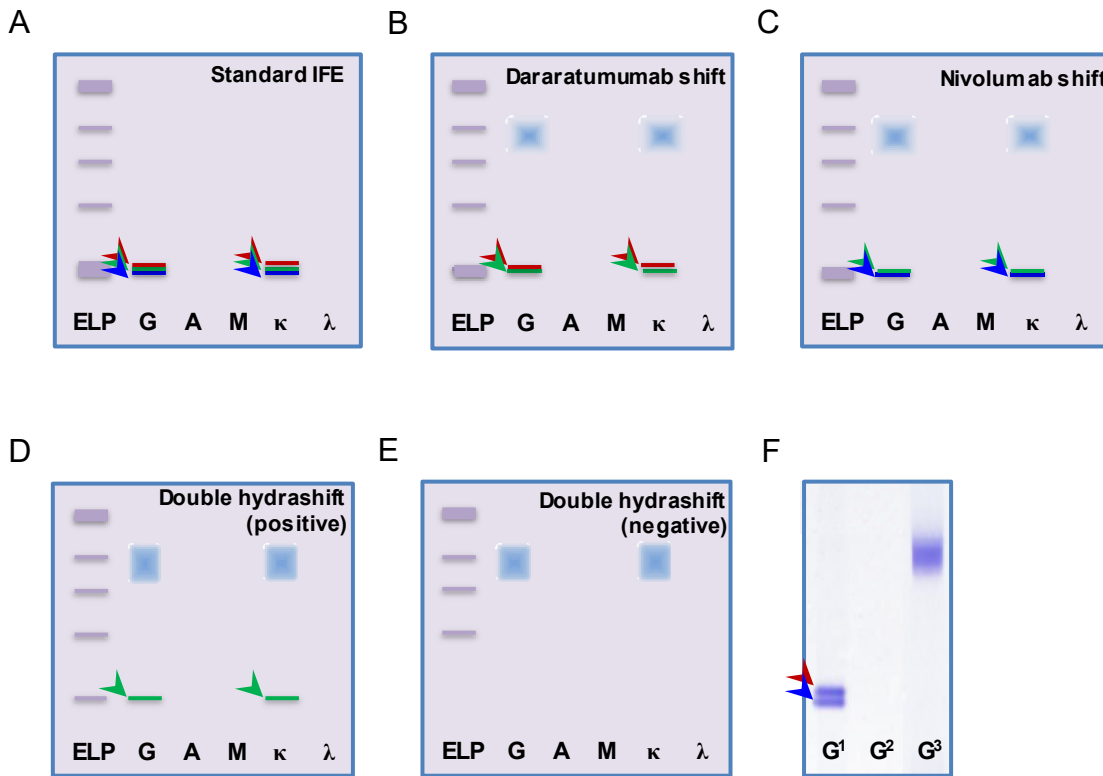 A
Standard IFE
ELP G A M κ λ
B
Dararatumumab shift
ELP G A M κ λ
C
Nivolumab shift
ELP G A M κ λ
D
Double hydrashift
(positive)
ELP G A M κ λ
E
Double hydrashift
(negative)
ELP G A M κ λ
F
G¹ G² G³